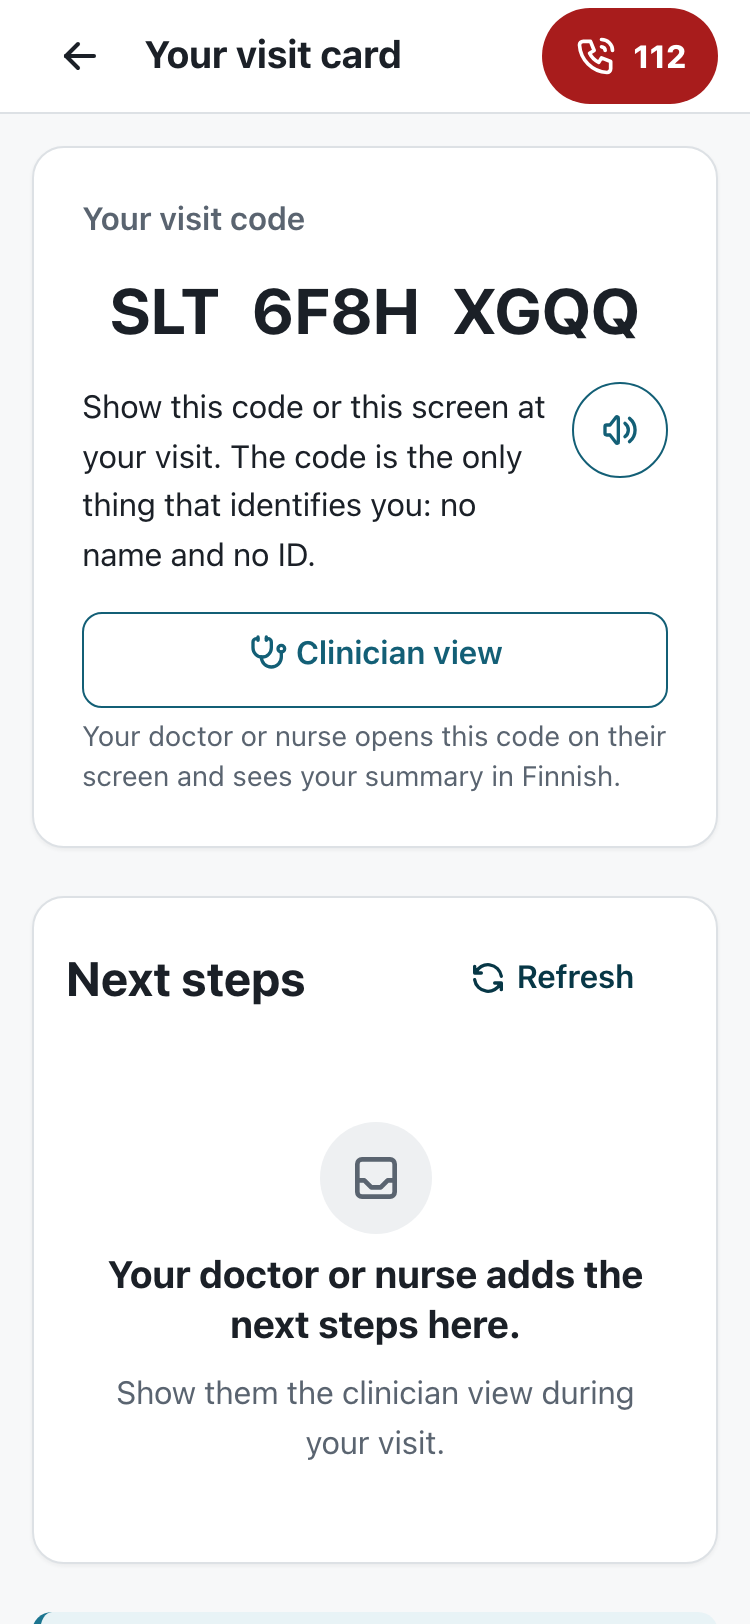 Your visit card
112
Your visit code
SLT 6F8H XGQQ
Show this code or this screen at
your visit. The code is the only
thing that identifies you: no
name and no ID.
Clinician view
Your doctor or nurse opens this code on their
screen and sees your summary in Finnish.
Next steps
Refresh
Your doctor or nurse adds the
next steps here.
Show them the clinician view during
your visit.